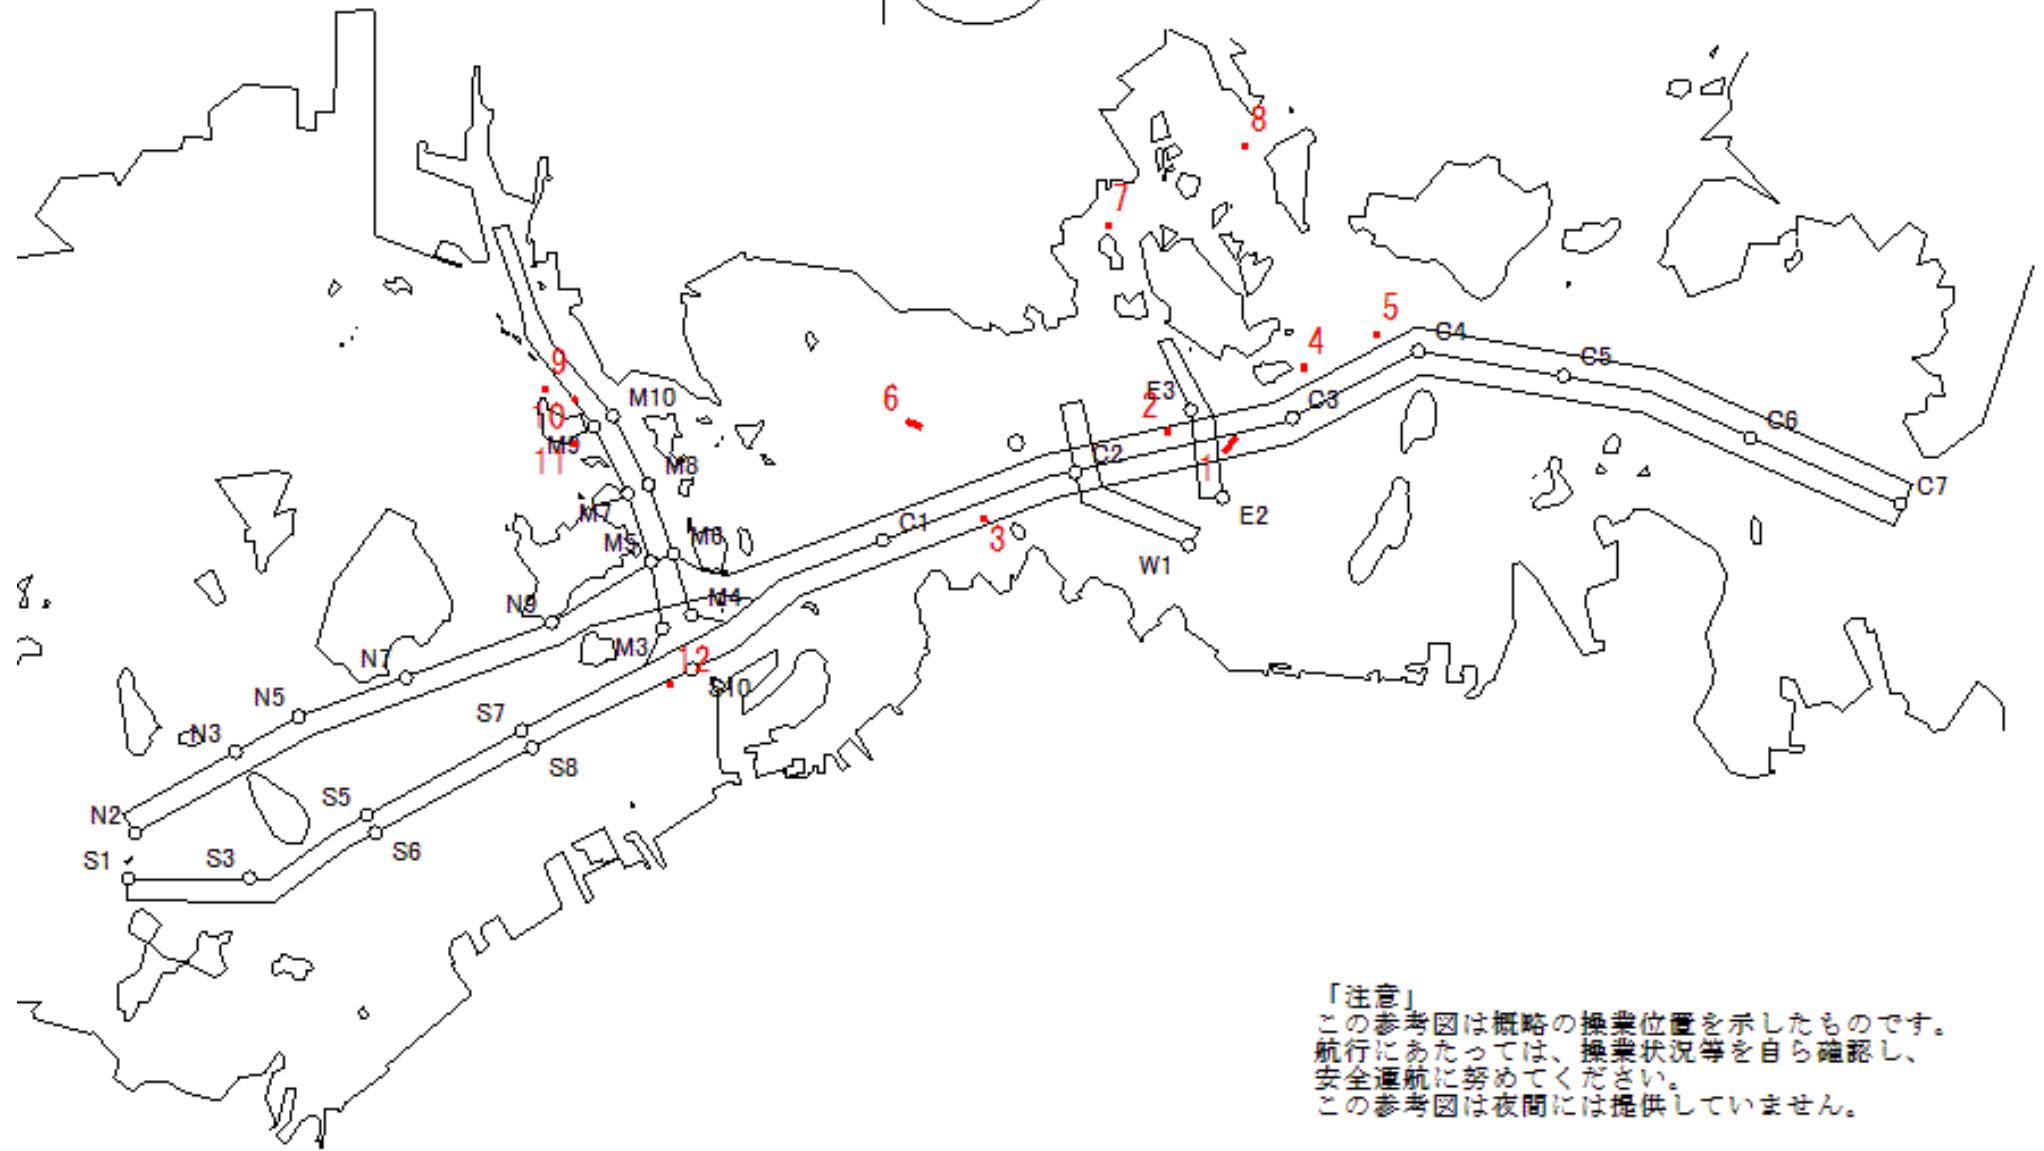 8
7
5
4
C4
C5
9
M10
6
E3
C3
10
2
C6
M9
11
M8
C2
1
C7
M7
C1
E2
M5
M6
3
W1
N9
M4
M3
N7
12
S10
N5
S7
N3
S8
S5
N2
S6
S1
S3
「注意」
この参考図は概略の操業位置を示したものです。
航行にあたっては、操業状況等を自ら確認し、
安全運航に努めてください。
この参考図は夜間には提供していません。